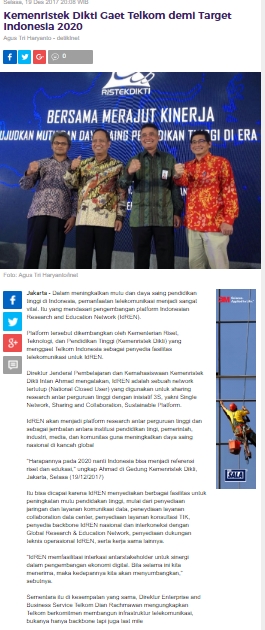 Selasa, 19 Des 2017 20:08 WIB
Kemenristek Dikti Gaet Telkom demi Target
Indonesia 2020
Agus Tri Haryanto - detikInet
0
RISTEKDIKTI
BERSAMA MERAJUT KINERJA
UJUDKAN MUTU DAN DAYA SAING PENDIDIKAN TINGGI DI ERA
Foto: Agus Tri Haryanto/inet
Jakarta - Dalam meningkatkan mutu dan daya saing pendidikan
tinggi di Indonesia, pemanfaatan telekomunikasi menjadi sangat
vital. Itu yang mendasari pengembangan platform Indonesian
Research and Education Network (IdREN).
Platform tersebut dikembangkan oleh Kementerian Riset,
Teknologi, dan Pendidikan Tinggi (Kemenristek Dikti) yang
menggaet Telkom Indonesia sebagai penyedia fasilitas
telekomunikasi untuk IdREN.
Direktur Jenderal Pembelajaran dan Kemahasiswaan Kemenristek
Dikti Intan Ahmad mengatakan, IdREN adalah sebuah network
tertutup (National Closed User) yang digunakan untuk sharing
research antar perguruan tinggi dengan inisiatif 3S, yakni Single
Network, Sharing and Collaboration, Sustainable Platform.
IdREN akan menjadi platform research antar perguruan tinggi dan
sebagai jembatan antara institusi pendidikan tinggi, pemerintah,
industri, media, dan komunitas guna meningkatkan daya saing
nasional di kancah global
"Harapannya pada 2020 nanti Indonesia bisa menjadi referensi
riset dan edukasi," ungkap Ahmad di Gedung Kemenristek Dikti,
Jakarta, Selasa (19/12/2017)
Itu bisa dicapai karena IdREN menyediakan berbagai fasilitas untuk
peningkatan mutu pendidikan tinggi, mulai dari penyediaan
jaringan dan layanan komunikasi data, penyediaan layanan
collaboration data center, penyediaan layanan konsultasi TIK,
penyedia backbone IdREN nasional dan interkoneksi dengan
Global Research & Education Network, penyediaan dukungan
teknis operasional IdREN, serta kerja sama lainnya.
"IdREN memfasilitasi interkasi antarstakeholder untuk sinergi
dalam pengembangan ekonomi digital. Bila selama ini kita
menerima, maka kedepannya kita akan menyumbangkan,"
sebutnya.
Sementara itu di kesempatan yang sama, Direktur Enterprise and
Business Service Telkom Dian Rachmawan mengungkapkan
Telkom berkomitmen membangun infrastruktur telekomunikasi,
bukanya hanya backbone tapi juga last mile